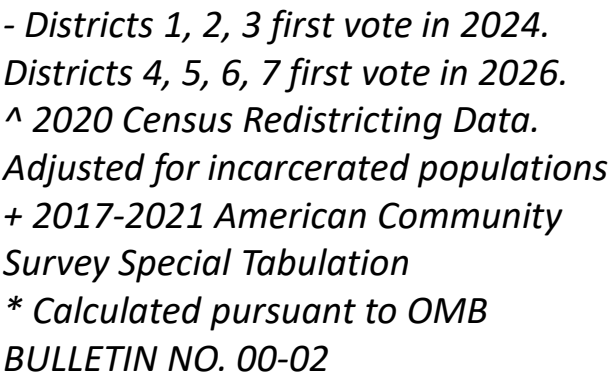 - Districts 1, 2, 3 first vote in 2024.
Districts 4, 5, 6, 7 first vote in 2026.
^ 2020 Census Redistricting Data.
Adjusted for incarcerated populations
+ 2017-2021 American Community
Survey Special Tabulation
* Calculated pursuant to OMB
BULLETIN NO. 00-02